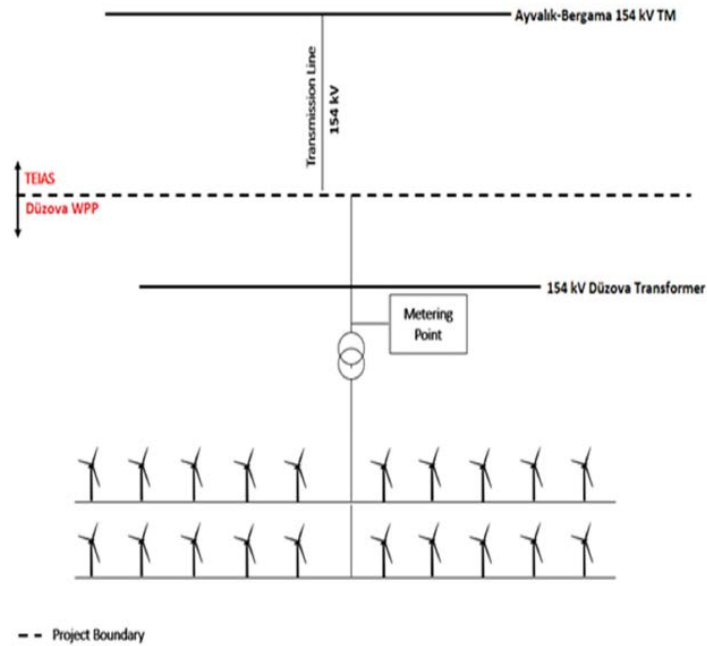 Ayvalık-Bergama 154 kV TM
Transmission Line
154 kV
TEIAS
Düzova WPP
154 kV Düzova Transformer
Metering
Point
Project Boundary